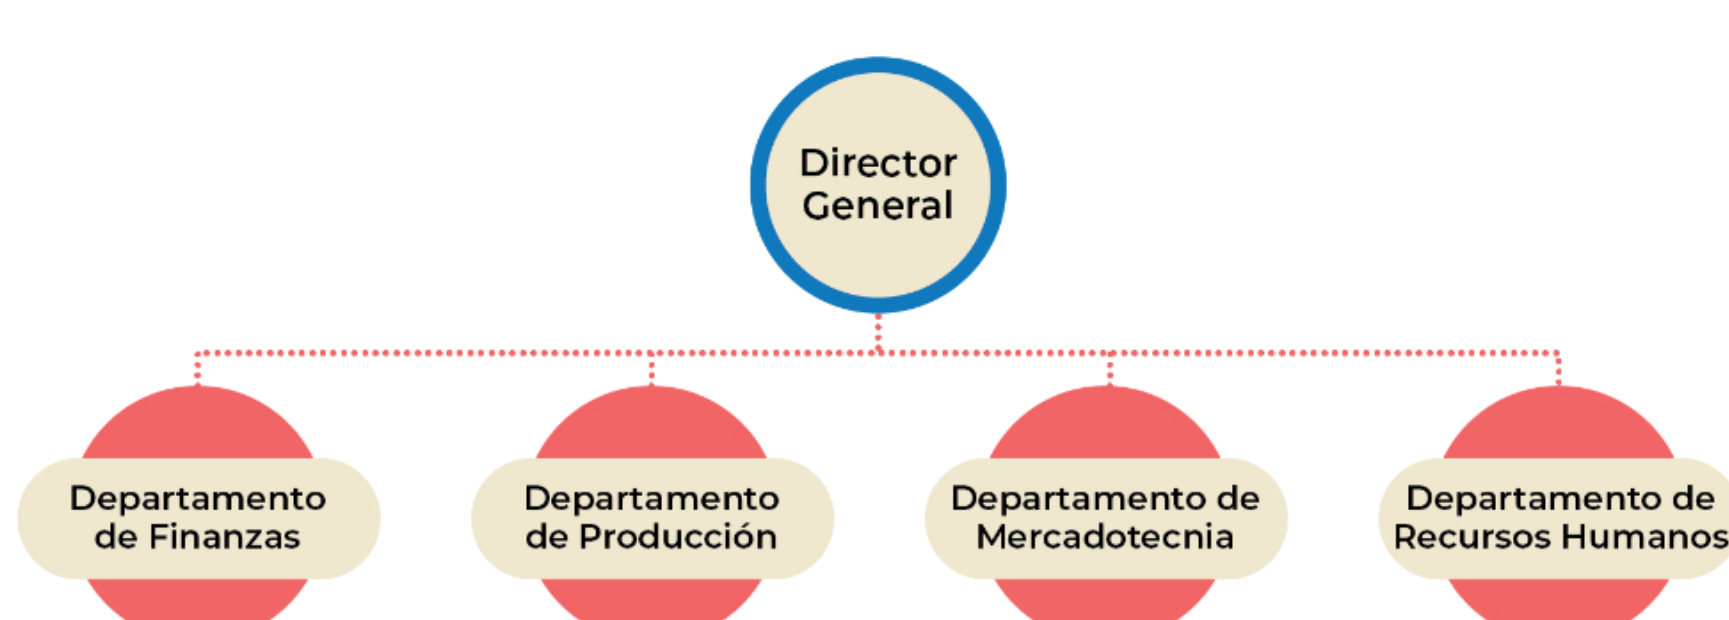 Director
General
Departamento
de Finanzas
Departamento
de Producción
Departamento de
Mercadotecnia
Departamento de
Recursos Humanos